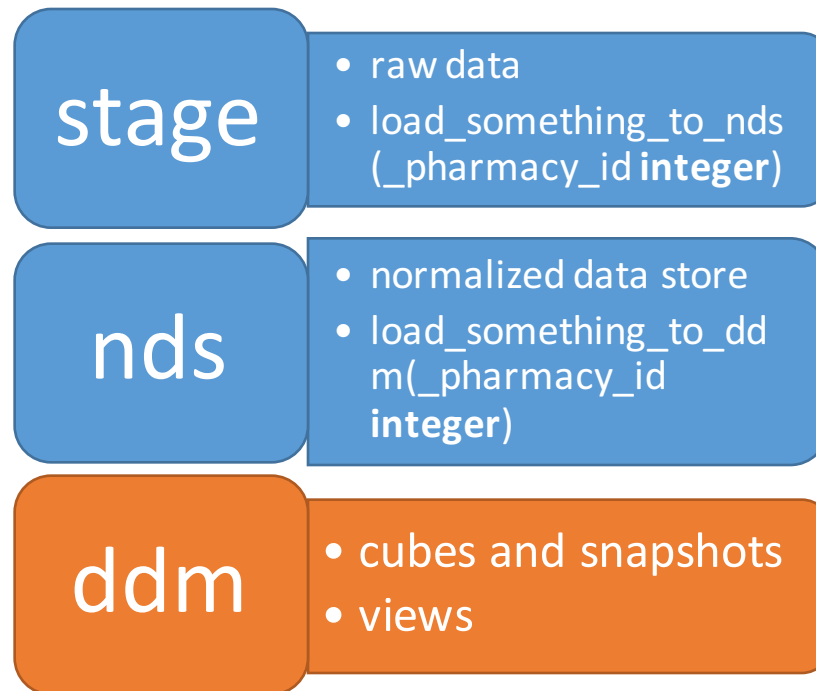 stage
• raw data
• load_something_to_nds
(_pharmacy_id integer)
nds
• normalized data store
• load_something_to_dd
m(_pharmacy_id
integer)
ddm
• cubes and snapshots
• views